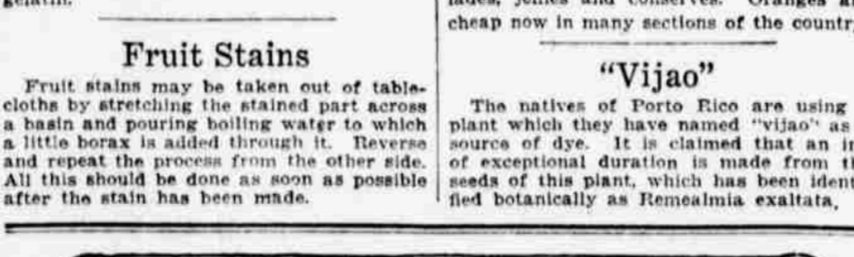 Fruit Stains
Fruit stains may be taken out of table-
cloths by stretching the stained part across
a basin and pouring boiling water to which
a little borax is added through it. Reverse
and repeat the process from the other side.
All this should be done as soon as possible
after the stain has been made.
cheap now in many sections of the countr
"Vijao"
The natives of Porto Rico are using
plant which they have named "vijao" as
source of dye. It is claimed that an in
of exceptional duration is made from th
seeds of this plant, which has been identi
fied botanically as Remealmia exaltata,